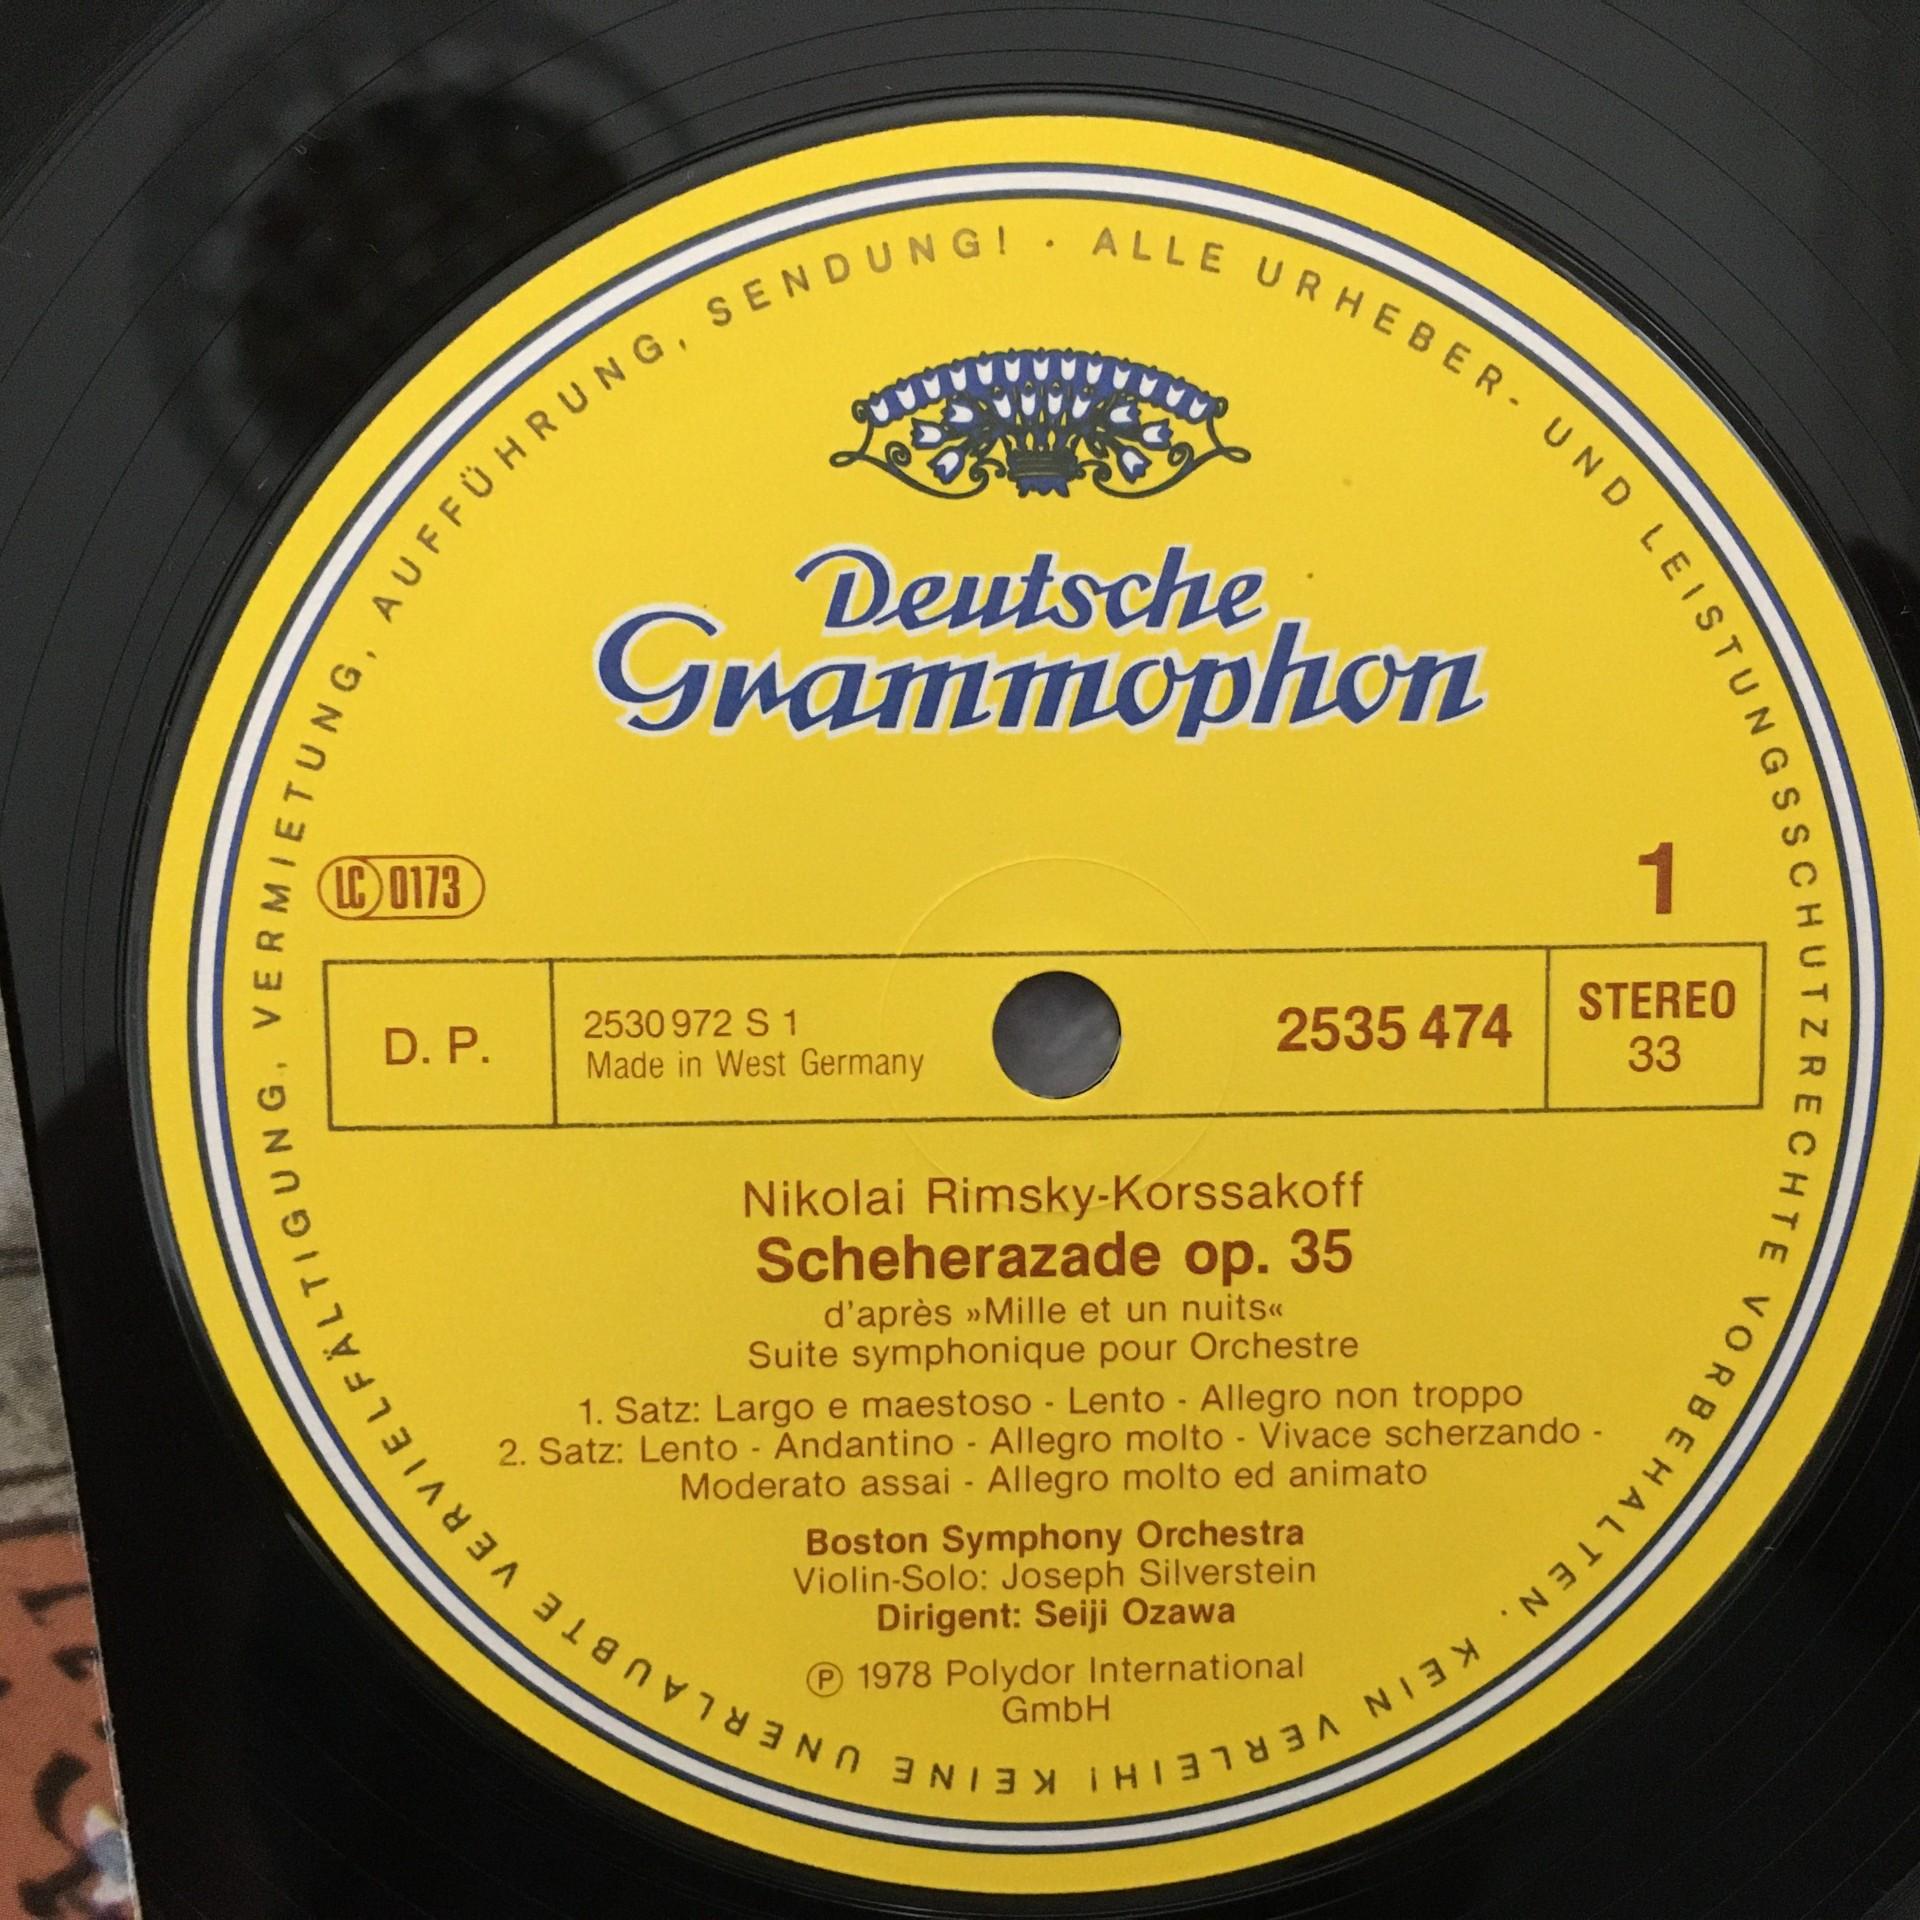 ALLE URHEBER- UND LEISTUNGSSCHUTZRECHTE VORBEHALTEN. KEIN VERLEIH! KEINE UNERLAUBTE VERVIELFÄLTIGUNG, VERMIETUNG, AUFFÜHRUNG, SENDUNG! ·
Deutsche
Grammophon
LC 0173
1
D. P.
2530 972 S 1
Made in West Germany
2535 474
STEREO
33
Nikolai Rimsky-Korssakoff
Scheherazade op. 35
d'après »Mille et un nuits«
Suite symphonique pour Orchestre
1. Satz: Largo e maestoso - Lento - Allegro non troppo
2. Satz: Lento - Andantino - Allegro molto - Vivace scherzando -
Moderato assai - Allegro molto ed animato
Boston Symphony Orchestra
Violin-Solo: Joseph Silverstein
Dirigent: Seiji Ozawa
Ⓟ 1978 Polydor International
GmbH